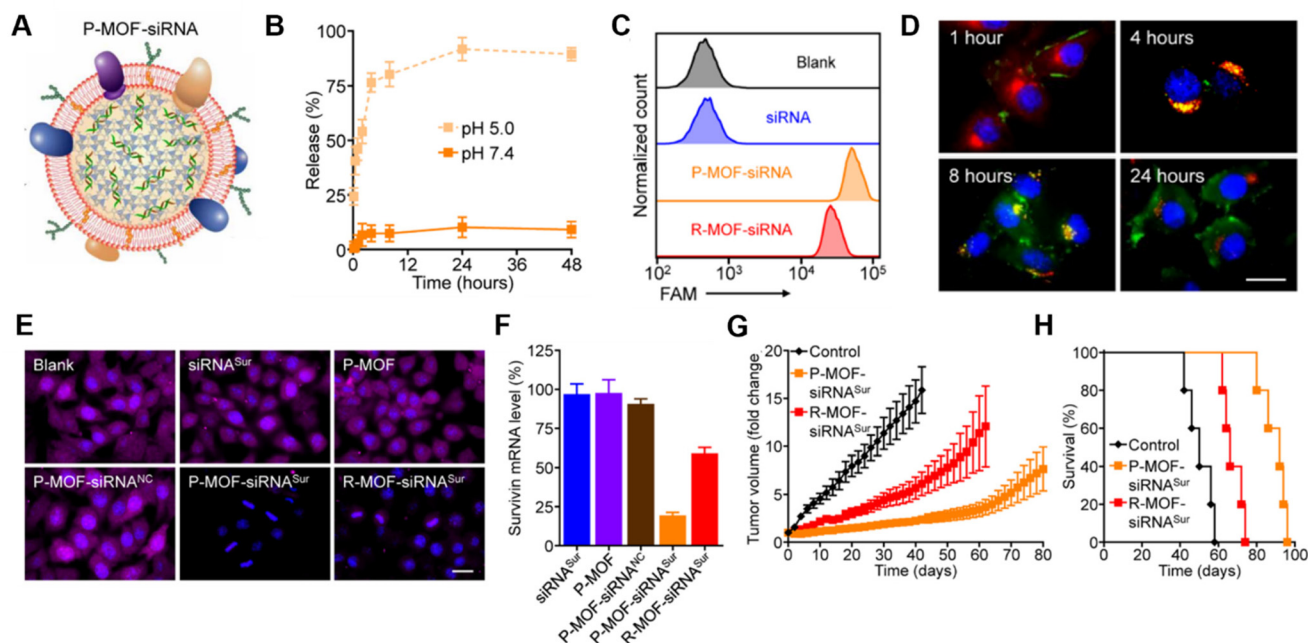 A
P-MOF-siRNA
B
Release (%)
100
75
50
25
0
pH 5.0
pH 7.4
0 12 24 36 48
Time (hours)
C
Normalized count
Blank
siRNA
P-MOF-siRNA
R-MOF-siRNA
10² 10³ 10⁴ 10⁵
FAM
D
1 hour
4 hours
8 hours
24 hours
E
Blank
siRNAˢᵘʳ
P-MOF
P-MOF-siRNAᴺᶜ
P-MOF-siRNAˢᵘʳ
R-MOF-siRNAˢᵘʳ
F
Survivin mRNA level (%)
125
100
75
50
25
0
siRNAˢᵘʳ
P-MOF
P-MOF-siRNAᴺᶜ
P-MOF-siRNAˢᵘʳ
R-MOF-siRNAˢᵘʳ
G
Tumor volume (fold change)
20
15
10
5
0
Control
P-MOF-
siRNAˢᵘʳ
R-MOF-
siRNAˢᵘʳ
0 10 20 30 40 50 60 70 80
Time (days)
H
Survival (%)
100
80
60
40
20
0
Control
P-MOF-
siRNAˢᵘʳ
R-MOF-
siRNAˢᵘʳ
0 20 40 60 80 100
Time (days)